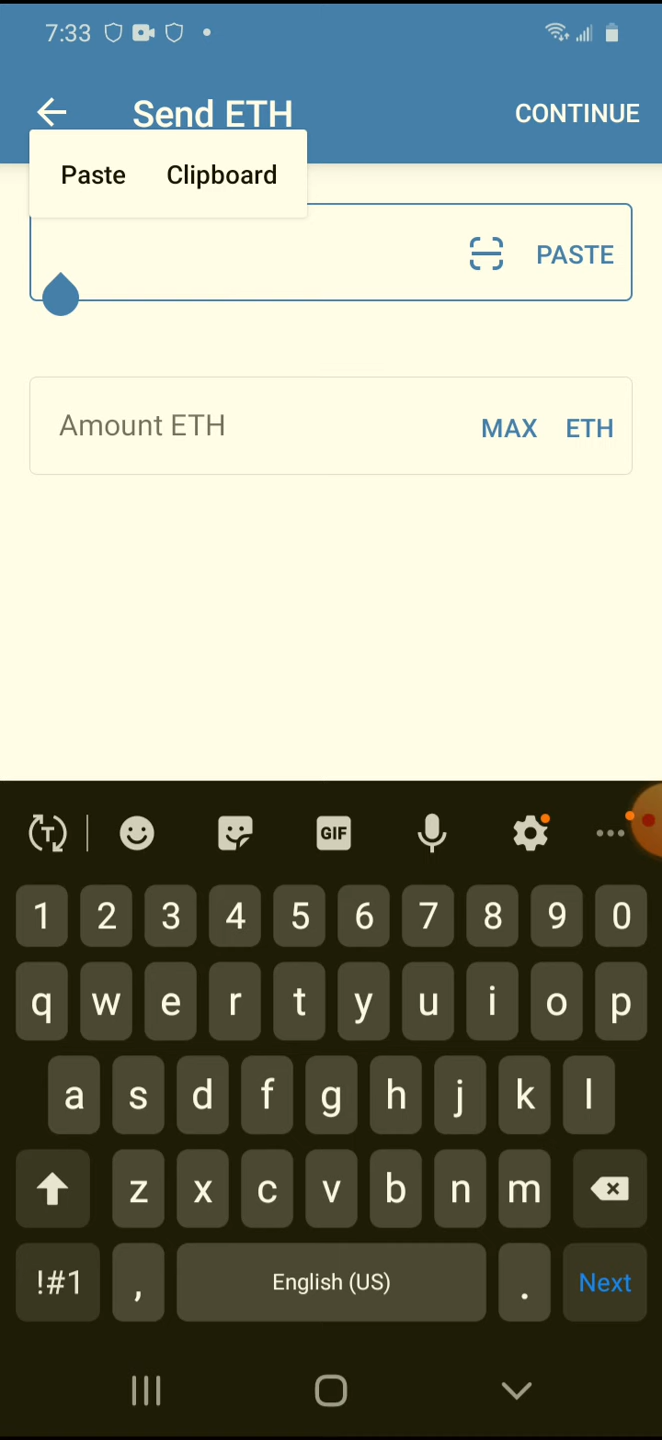 7:33
Send ETH
CONTINUE
Paste Clipboard
PASTE
Amount ETH
MAX ETH
T
GIF
1 2 3 4 5 6 7 8 9 0
q w e r t y u i o p
a s d f g h j k l
z x c v b n m
!#1 , English (US) . Next